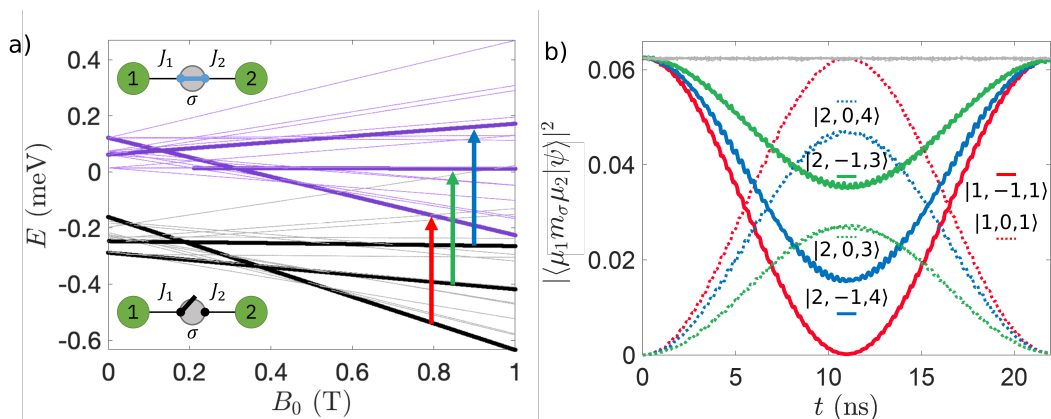 a)
E (meV)
0.4
0.2
0
-0.2
-0.4
-0.6
J₁ J₂
1 2
σ
J₁ J₂
1 2
σ
0 0.2 0.4 0.6 0.8 1
B₀ (T)
b)
|⟨μ₁m_σμ₂|ψ⟩|²
0.06
0.04
0.02
0
|2,0,4⟩
|2,−1,3⟩
|1,−1,1⟩
|1,0,1⟩
|2,0,3⟩
|2,−1,4⟩
0 5 10 15 20
t (ns)